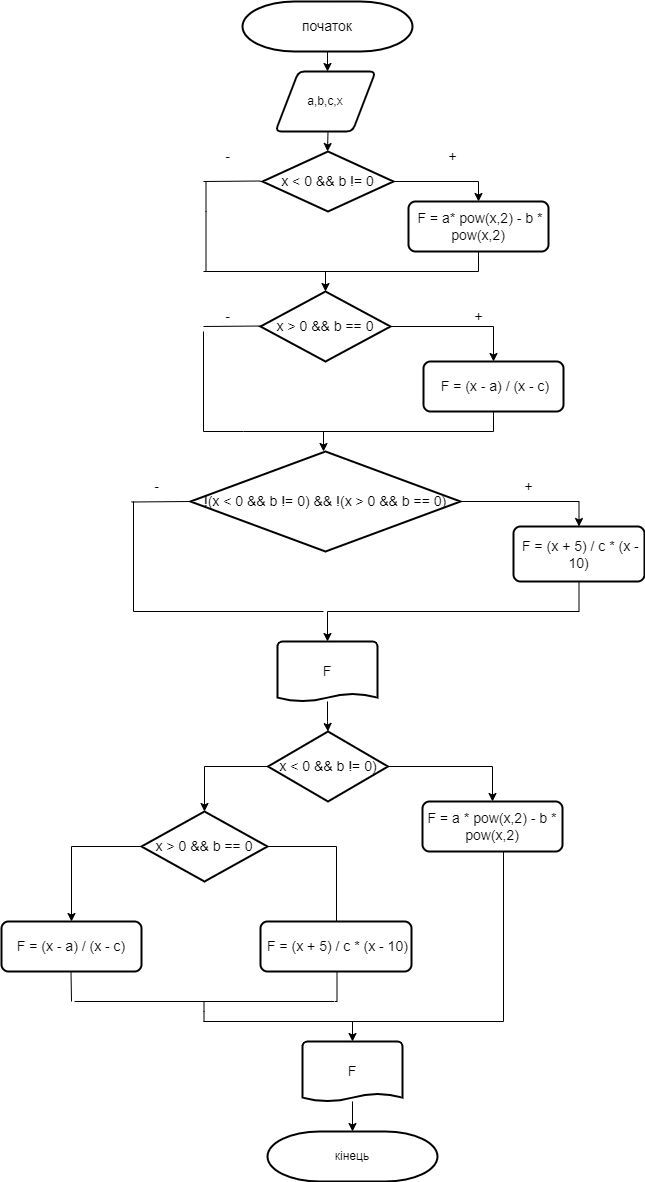 початок
a,b,c,x
-
+
x < 0 && b != 0
F = a* pow(x,2) - b *
pow(x,2)
-
+
x > 0 && b == 0
F = (x - a) / (x - c)
-
+
!(x < 0 && b != 0) && !(x > 0 && b == 0)
F = (x + 5) / c * (x -
10)
F
x < 0 && b != 0)
F = a * pow(x,2) - b *
pow(x,2)
x > 0 && b == 0
F = (x - a) / (x - c)
F = (x + 5) / c * (x - 10)
F
кінець